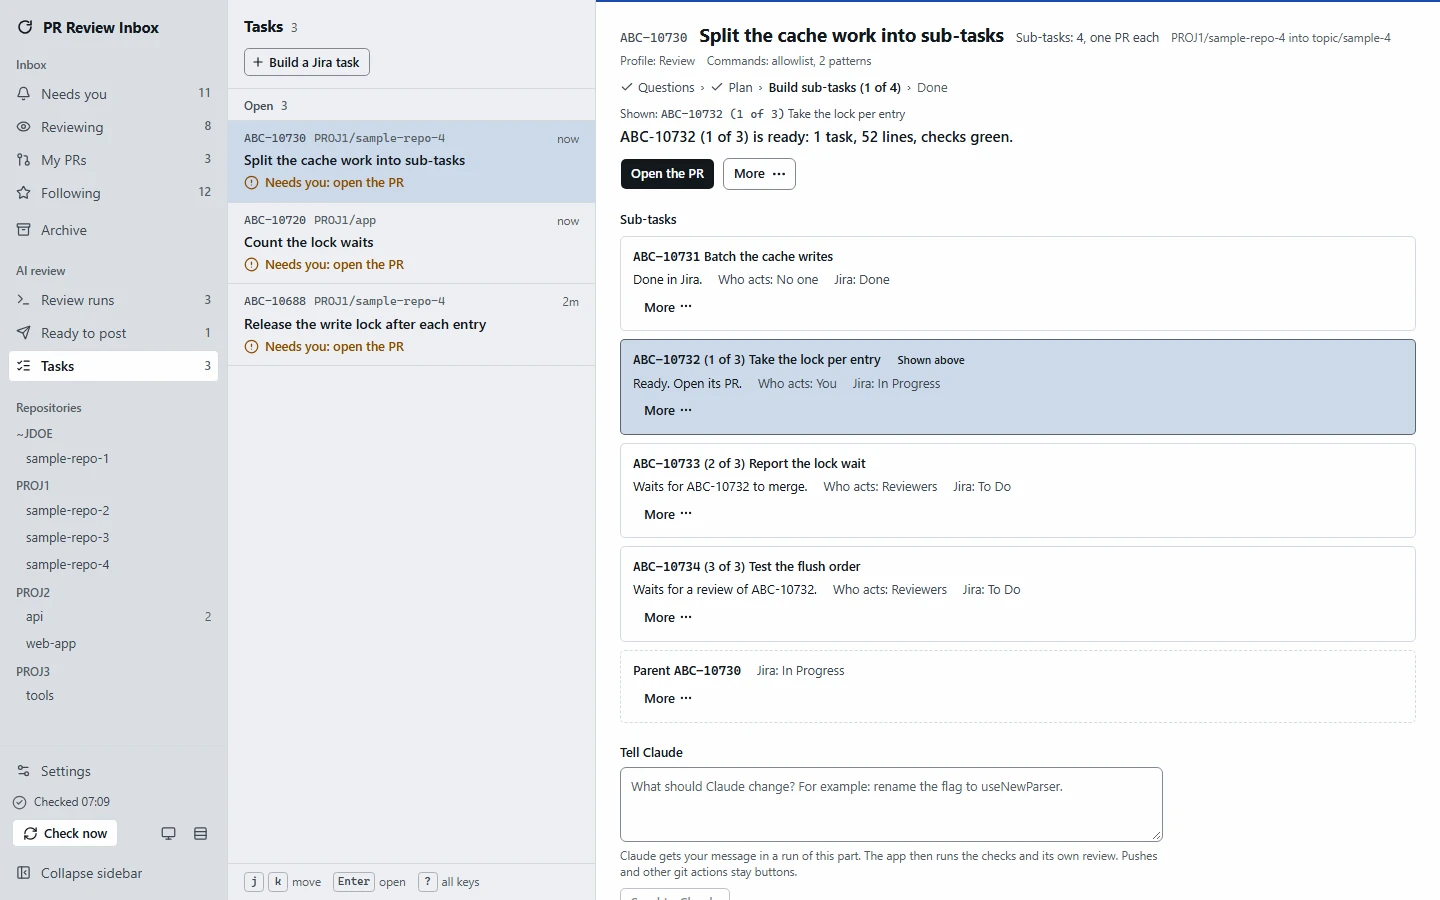 PR Review Inbox
Inbox
Needs you 11
Reviewing 8
My PRs 3
Following 12
Archive
AI review
Review runs 3
Ready to post 1
Tasks 3
Repositories
~JDOE
sample-repo-1
PROJ1
sample-repo-2
sample-repo-3
sample-repo-4
PROJ2
api 2
web-app
PROJ3
tools
Settings
Checked 07:09
Check now
Collapse sidebar
Tasks 3
+ Build a Jira task
Open 3
ABC-10730 PROJ1/sample-repo-4 now
Split the cache work into sub-tasks
Needs you: open the PR
ABC-10720 PROJ1/app now
Count the lock waits
Needs you: open the PR
ABC-10688 PROJ1/sample-repo-4 2m
Release the write lock after each entry
Needs you: open the PR
j k move Enter open ? all keys
ABC-10730 Split the cache work into sub-tasks Sub-tasks: 4, one PR each PROJ1/sample-repo-4 into topic/sample-4
Profile: Review Commands: allowlist, 2 patterns
Questions › Plan › Build sub-tasks (1 of 4) › Done
Shown: ABC-10732 (1 of 3) Take the lock per entry
ABC-10732 (1 of 3) is ready: 1 task, 52 lines, checks green.
Open the PR More ···
Sub-tasks
ABC-10731 Batch the cache writes
Done in Jira. Who acts: No one Jira: Done
More ···
ABC-10732 (1 of 3) Take the lock per entry Shown above
Ready. Open its PR. Who acts: You Jira: In Progress
More ···
ABC-10733 (2 of 3) Report the lock wait
Waits for ABC-10732 to merge. Who acts: Reviewers Jira: To Do
More ···
ABC-10734 (3 of 3) Test the flush order
Waits for a review of ABC-10732. Who acts: Reviewers Jira: To Do
More ···
Parent ABC-10730 Jira: In Progress
More ···
Tell Claude
What should Claude change? For example: rename the flag to useNewParser.
Claude gets your message in a run of this part. The app then runs the checks and its own review. Pushes
and other git actions stay buttons.